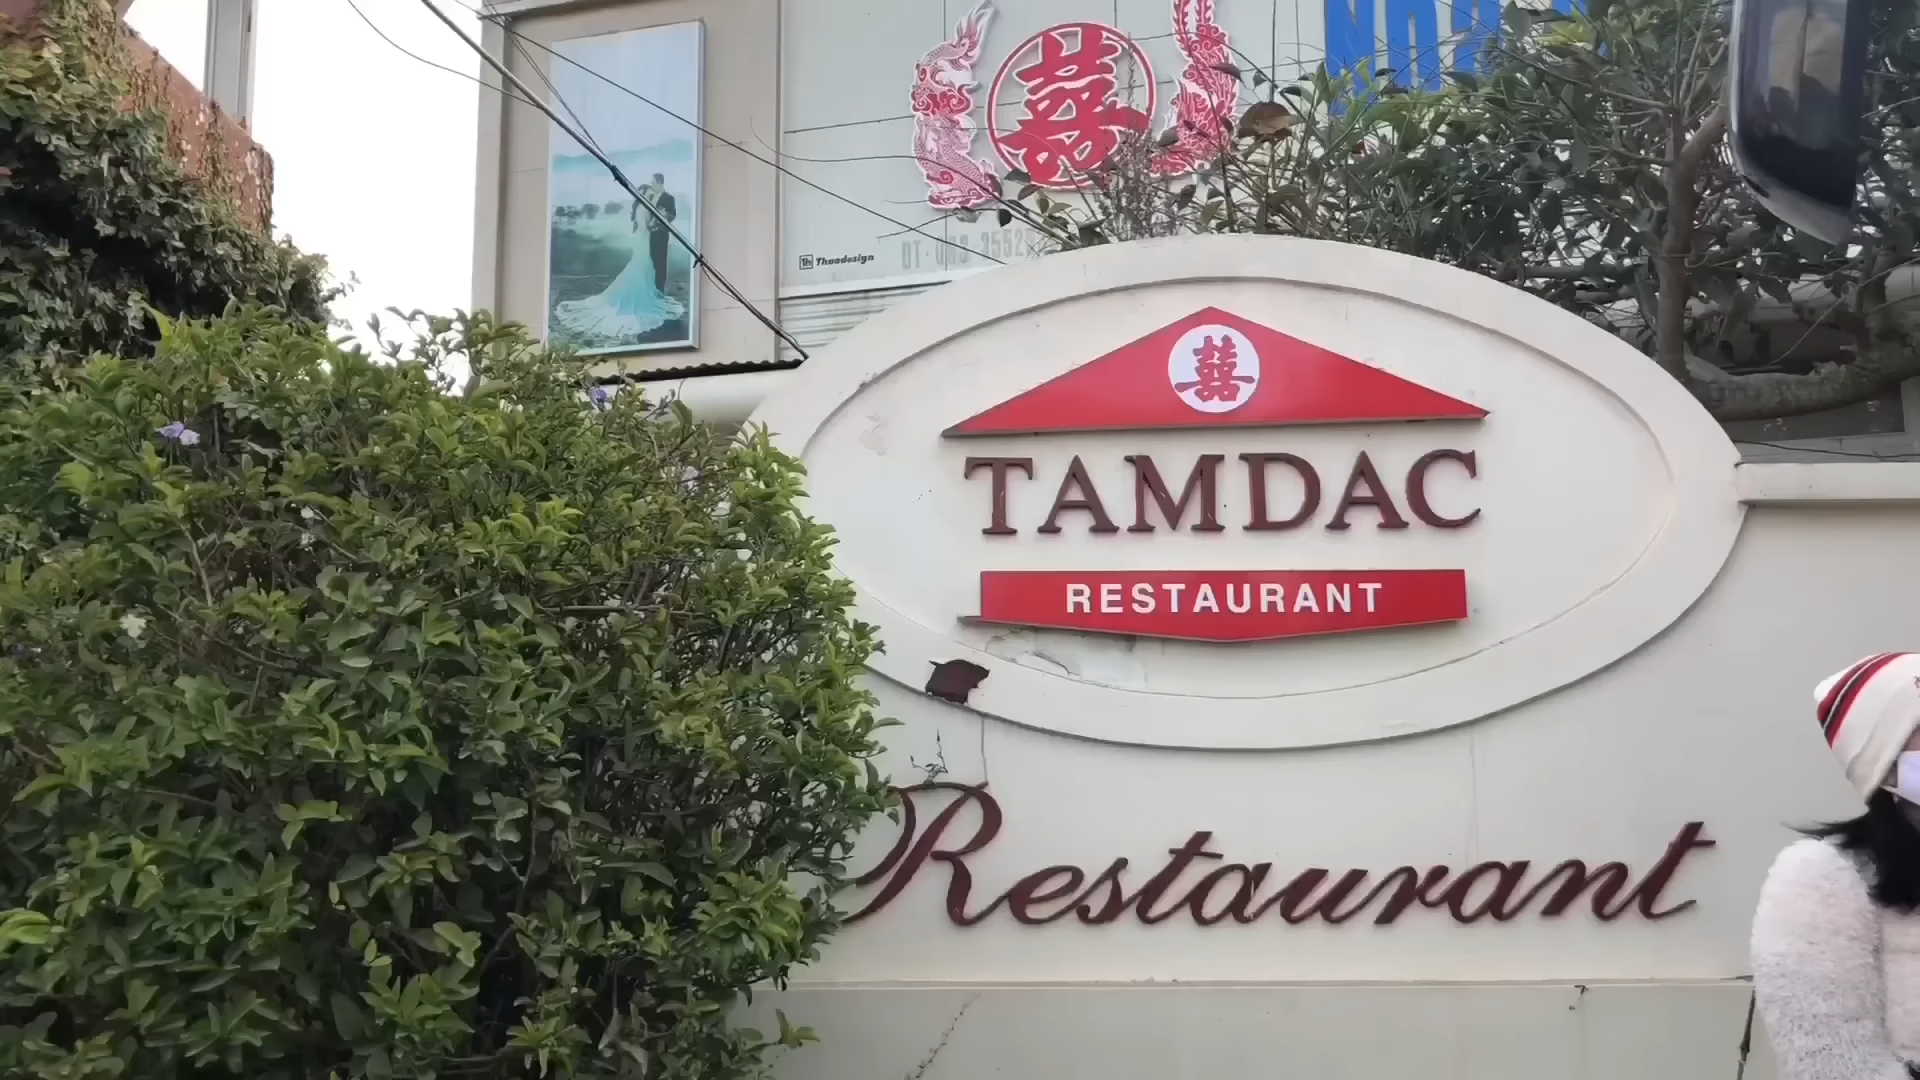 囍
Thaodesign
囍
TAMDAC
RESTAURANT
Restaurant